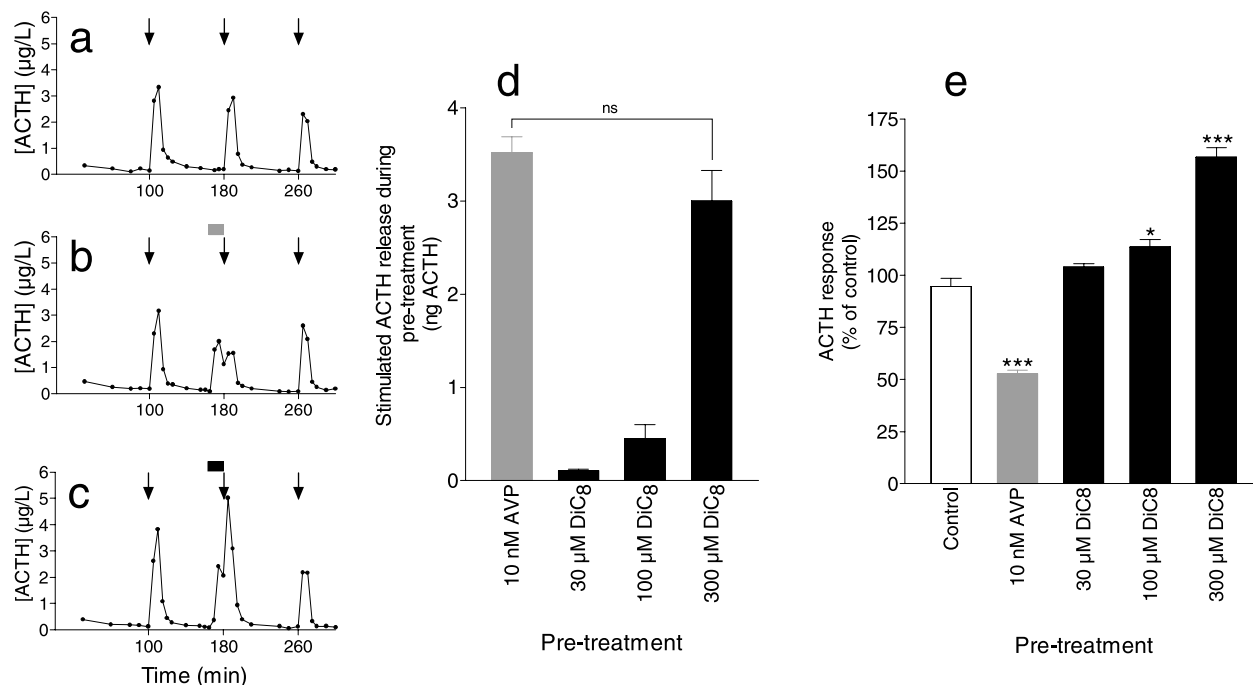 a
[ACTH] (µg/L)
6
5
4
3
2
1
0
100
180
260
b
[ACTH] (µg/L)
6
5
4
3
2
1
0
100
180
260
c
[ACTH] (µg/L)
6
5
4
3
2
1
0
100
180
260
Time (min)
d
Stimulated ACTH release during
pre-treatment
(ng ACTH)
4
3
2
1
0
ns
10 nM AVP
30 µM DiC8
100 µM DiC8
300 µM DiC8
Pre-treatment
e
ACTH response
(% of control)
175
150
125
100
75
50
25
0
***
*
***
Control
10 nM AVP
30 µM DiC8
100 µM DiC8
300 µM DiC8
Pre-treatment